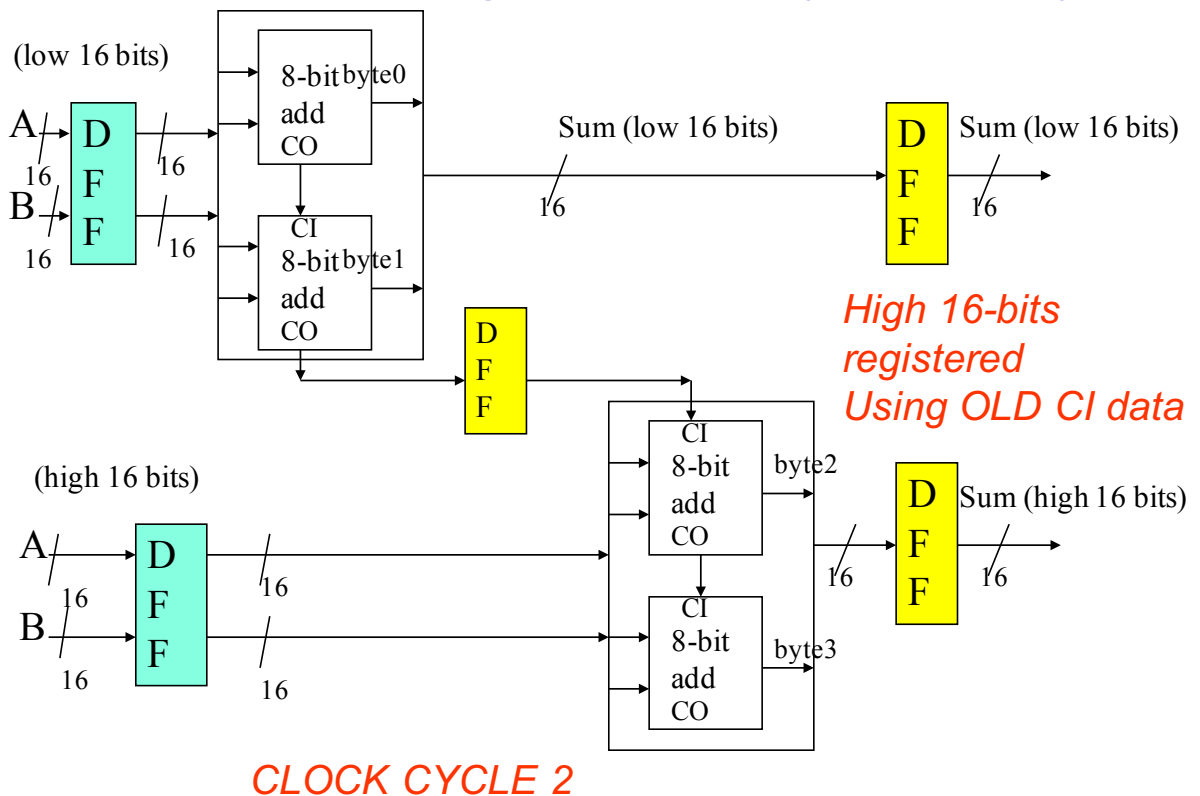 (low 16 bits)
A
16
B
16
D
F
F
16
16
8-bit
byte0
add
CO
CI
8-bit
byte1
add
CO
Sum (low 16 bits)
16
D
F
F
Sum (low 16 bits)
16
High 16-bits
registered
Using OLD CI data
D
F
F
(high 16 bits)
A
16
B
16
D
F
F
16
16
CI
8-bit
byte2
add
CO
CI
8-bit
byte3
add
CO
16
D
F
F
Sum (high 16 bits)
16
CLOCK CYCLE 2